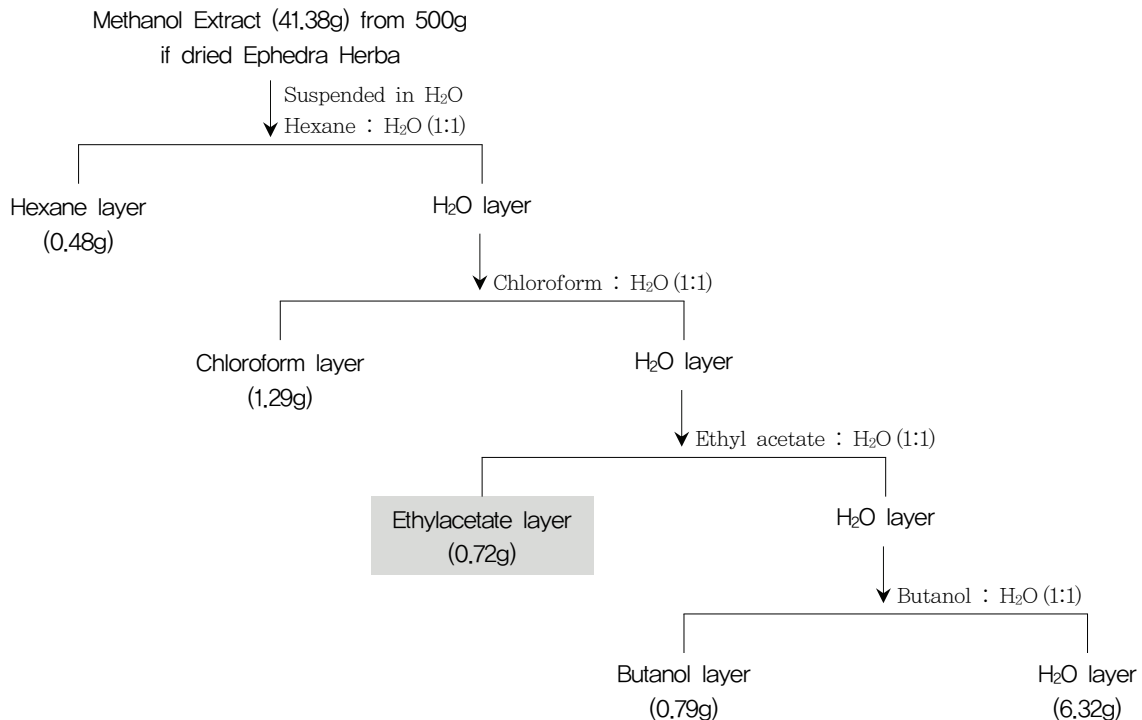 Methanol Extract (41.38g) from 500g
if dried Ephedra Herba
Suspended in H₂O
Hexane : H₂O (1:1)
Hexane layer
(0.48g)
H₂O layer
Chloroform : H₂O (1:1)
Chloroform layer
(1.29g)
H₂O layer
Ethyl acetate : H₂O (1:1)
Ethylacetate layer
(0.72g)
H₂O layer
Butanol : H₂O (1:1)
Butanol layer
(0.79g)
H₂O layer
(6.32g)